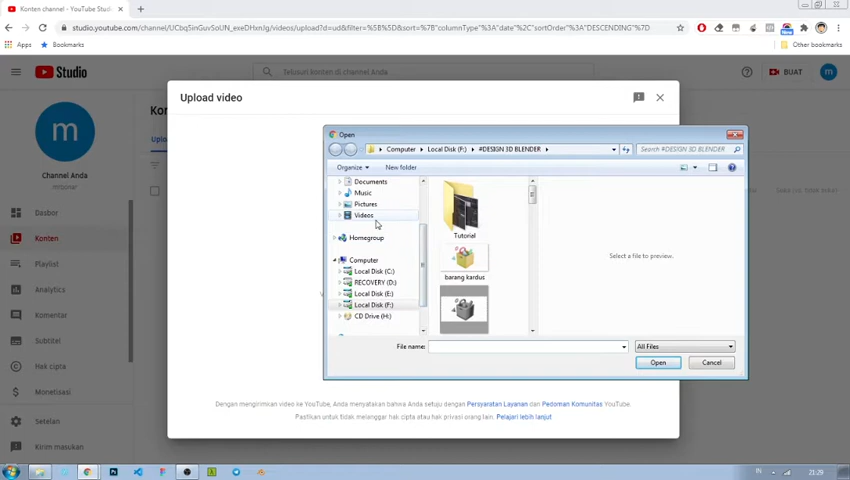 Konten channel - YouTube Studio
studio.youtube.com/channel/UCbq5inGuvSoUN_exeDHxnJg/videos/upload?d=ud&filter=%5B%5D&sort=%7B"columnType"%3A"date"%2C"sortOrder"%3A"DESCENDING"%7D
Apps Bookmarks Other bookmarks
Studio
Telusuri konten di channel Anda
BUAT
m
Channel Anda
Dasbor
Konten
Playlist
Analytics
Komentar
Subtitel
Hak cipta
Monetisasi
Setelan
Kirim masukan
Upload video
Open
Computer Local Disk (F:) #DESIGN 3D BLENDER
Search #DESIGN 3D BLENDER
Organize New folder
Documents
Music
Pictures
Videos
Homegroup
Computer
Local Disk (C:)
RECOVERY (D:)
Local Disk (E:)
Local Disk (F:)
CD Drive (H:)
Tutorial
barang kardus
Select a file to preview.
File name:
All Files
Open Cancel
Dengan mengirimkan video ke YouTube, Anda menyatakan bahwa Anda setuju dengan Persyaratan Layanan dan Pedoman Komunitas YouTube.
Pastikan untuk tidak melanggar hak cipta atau hak privasi orang lain. Pelajari lebih lanjut
IN 21:29